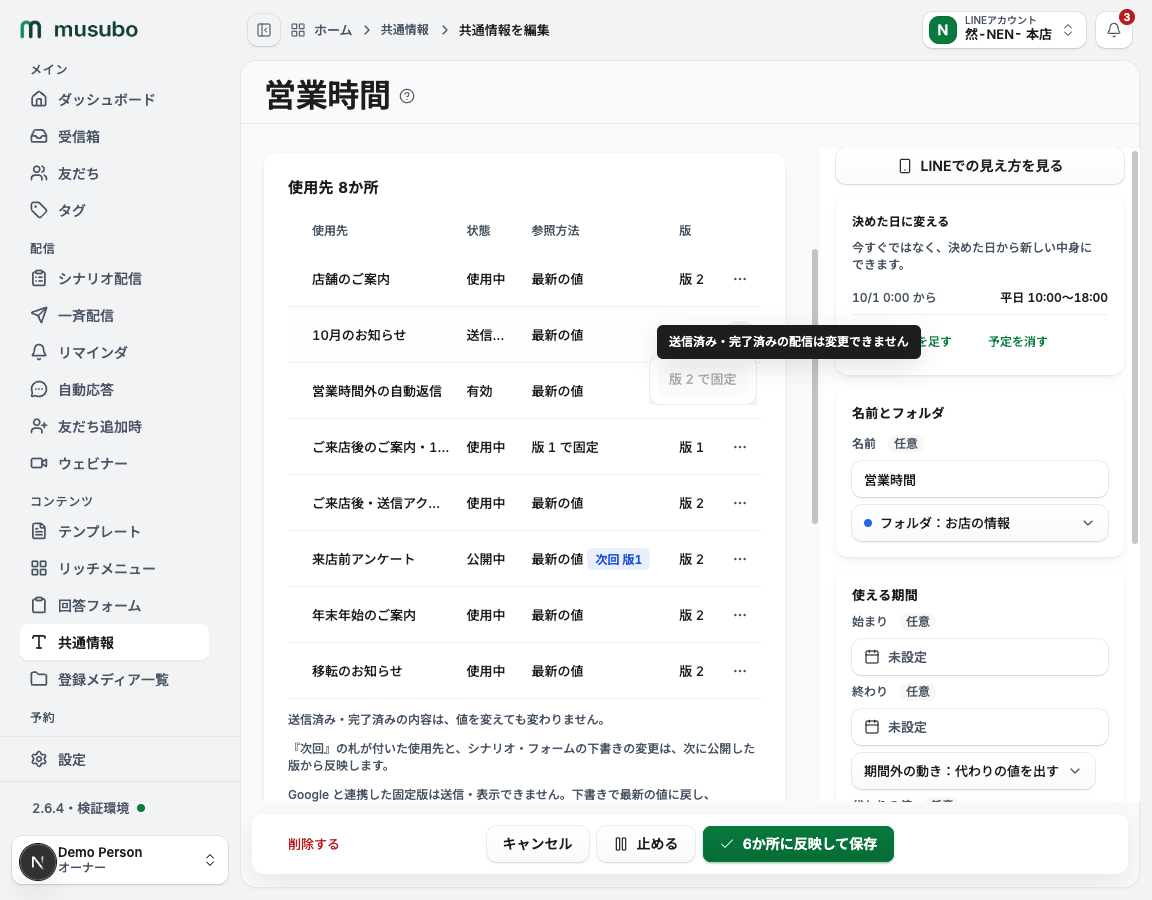 musubo
ホーム
共通情報
共通情報を編集
N
LINEアカウント
然-NEN- 本店
3
メイン
ダッシュボード
受信箱
友だち
タグ
配信
シナリオ配信
一斉配信
リマインダ
自動応答
友だち追加時
ウェビナー
コンテンツ
テンプレート
リッチメニュー
回答フォーム
共通情報
登録メディア一覧
予約
設定
2.6.4・検証環境
N
Demo Person
オーナー
営業時間
使用先 8か所
使用先 状態 参照方法 版
店舗のご案内 使用中 最新の値 版 2
10月のお知らせ 送信… 最新の値
送信済み・完了済みの配信は変更できません
営業時間外の自動返信 有効 最新の値
版 2 で固定
ご来店後のご案内・1… 使用中 版 1 で固定 版 1
ご来店後・送信アク… 使用中 最新の値 版 2
来店前アンケート 公開中 最新の値 次回 版1 版 2
年末年始のご案内 使用中 最新の値 版 2
移転のお知らせ 使用中 最新の値 版 2
送信済み・完了済みの内容は、値を変えても変わりません。
『次回』の札が付いた使用先と、シナリオ・フォームの下書きの変更は、次に公開した
版から反映します。
Google と連携した固定版は送信・表示できません。下書きで最新の値に戻し、
LINEでの見え方を見る
決めた日に変える
今すぐではなく、決めた日から新しい中身に
できます。
10/1 0:00 から 平日 10:00〜18:00
を足す 予定を消す
名前とフォルダ
名前 任意
営業時間
フォルダ：お店の情報
使える期間
始まり 任意
未設定
終わり 任意
未設定
期間外の動き：代わりの値を出す
削除する
キャンセル
止める
6か所に反映して保存